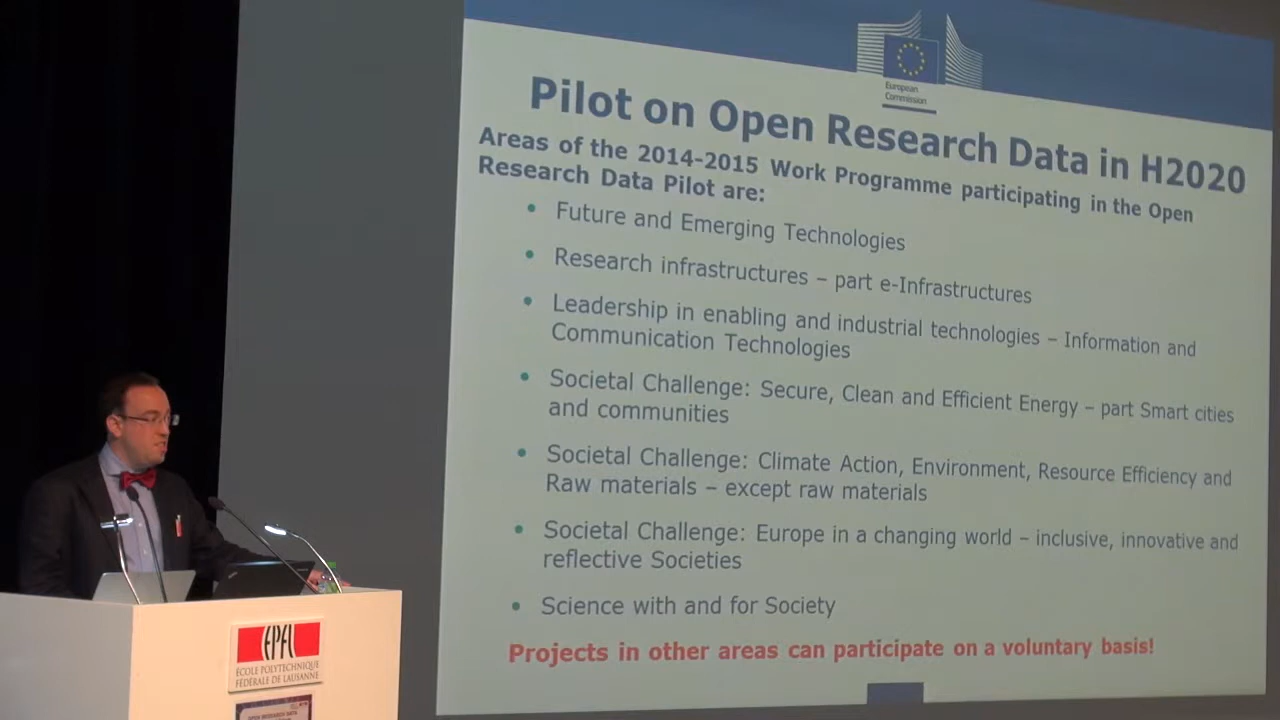 European
Commission
Pilot on Open Research Data in H2020
Areas of the 2014-2015 Work Programme participating in the Open
Research Data Pilot are:
• Future and Emerging Technologies
• Research infrastructures – part e-Infrastructures
• Leadership in enabling and industrial technologies – Information and
Communication Technologies
• Societal Challenge: Secure, Clean and Efficient Energy – part Smart cities
and communities
• Societal Challenge: Climate Action, Environment, Resource Efficiency and
Raw materials – except raw materials
• Societal Challenge: Europe in a changing world – inclusive, innovative and
reflective Societies
• Science with and for Society
Projects in other areas can participate on a voluntary basis!
EPFL
ÉCOLE POLYTECHNIQUE
FÉDÉRALE DE LAUSANNE
OPEN RESEARCH DATA